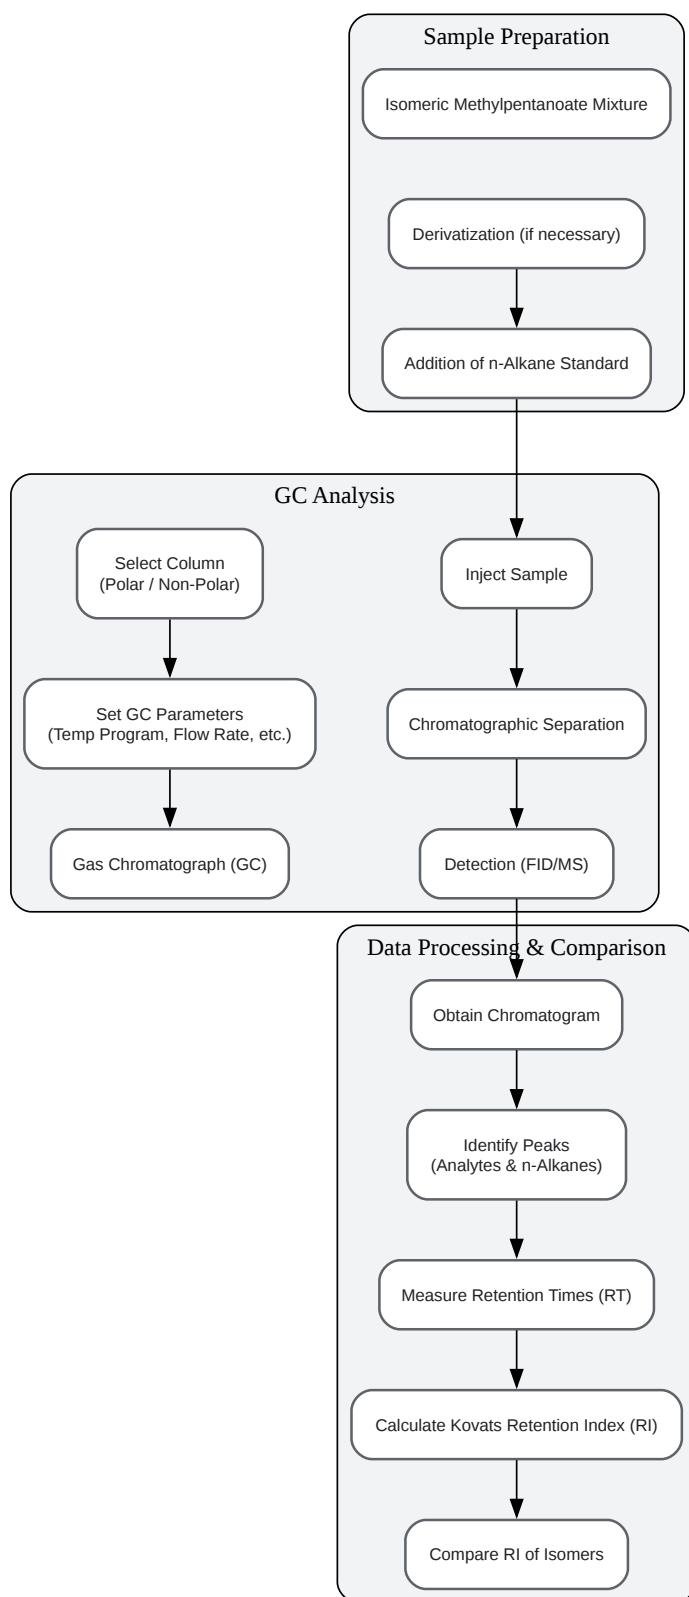 Sample Preparation
Isomeric Methylpentanoate Mixture
Derivatization (if necessary)
Addition of n-Alkane Standard
GC Analysis
Select Column
(Polar / Non-Polar)
Set GC Parameters
(Temp Program, Flow Rate, etc.)
Gas Chromatograph (GC)
Inject Sample
Chromatographic Separation
Detection (FID/MS)
Data Processing & Comparison
Obtain Chromatogram
Identify Peaks
(Analytes & n-Alkanes)
Measure Retention Times (RT)
Calculate Kovats Retention Index (RI)
Compare RI of Isomers